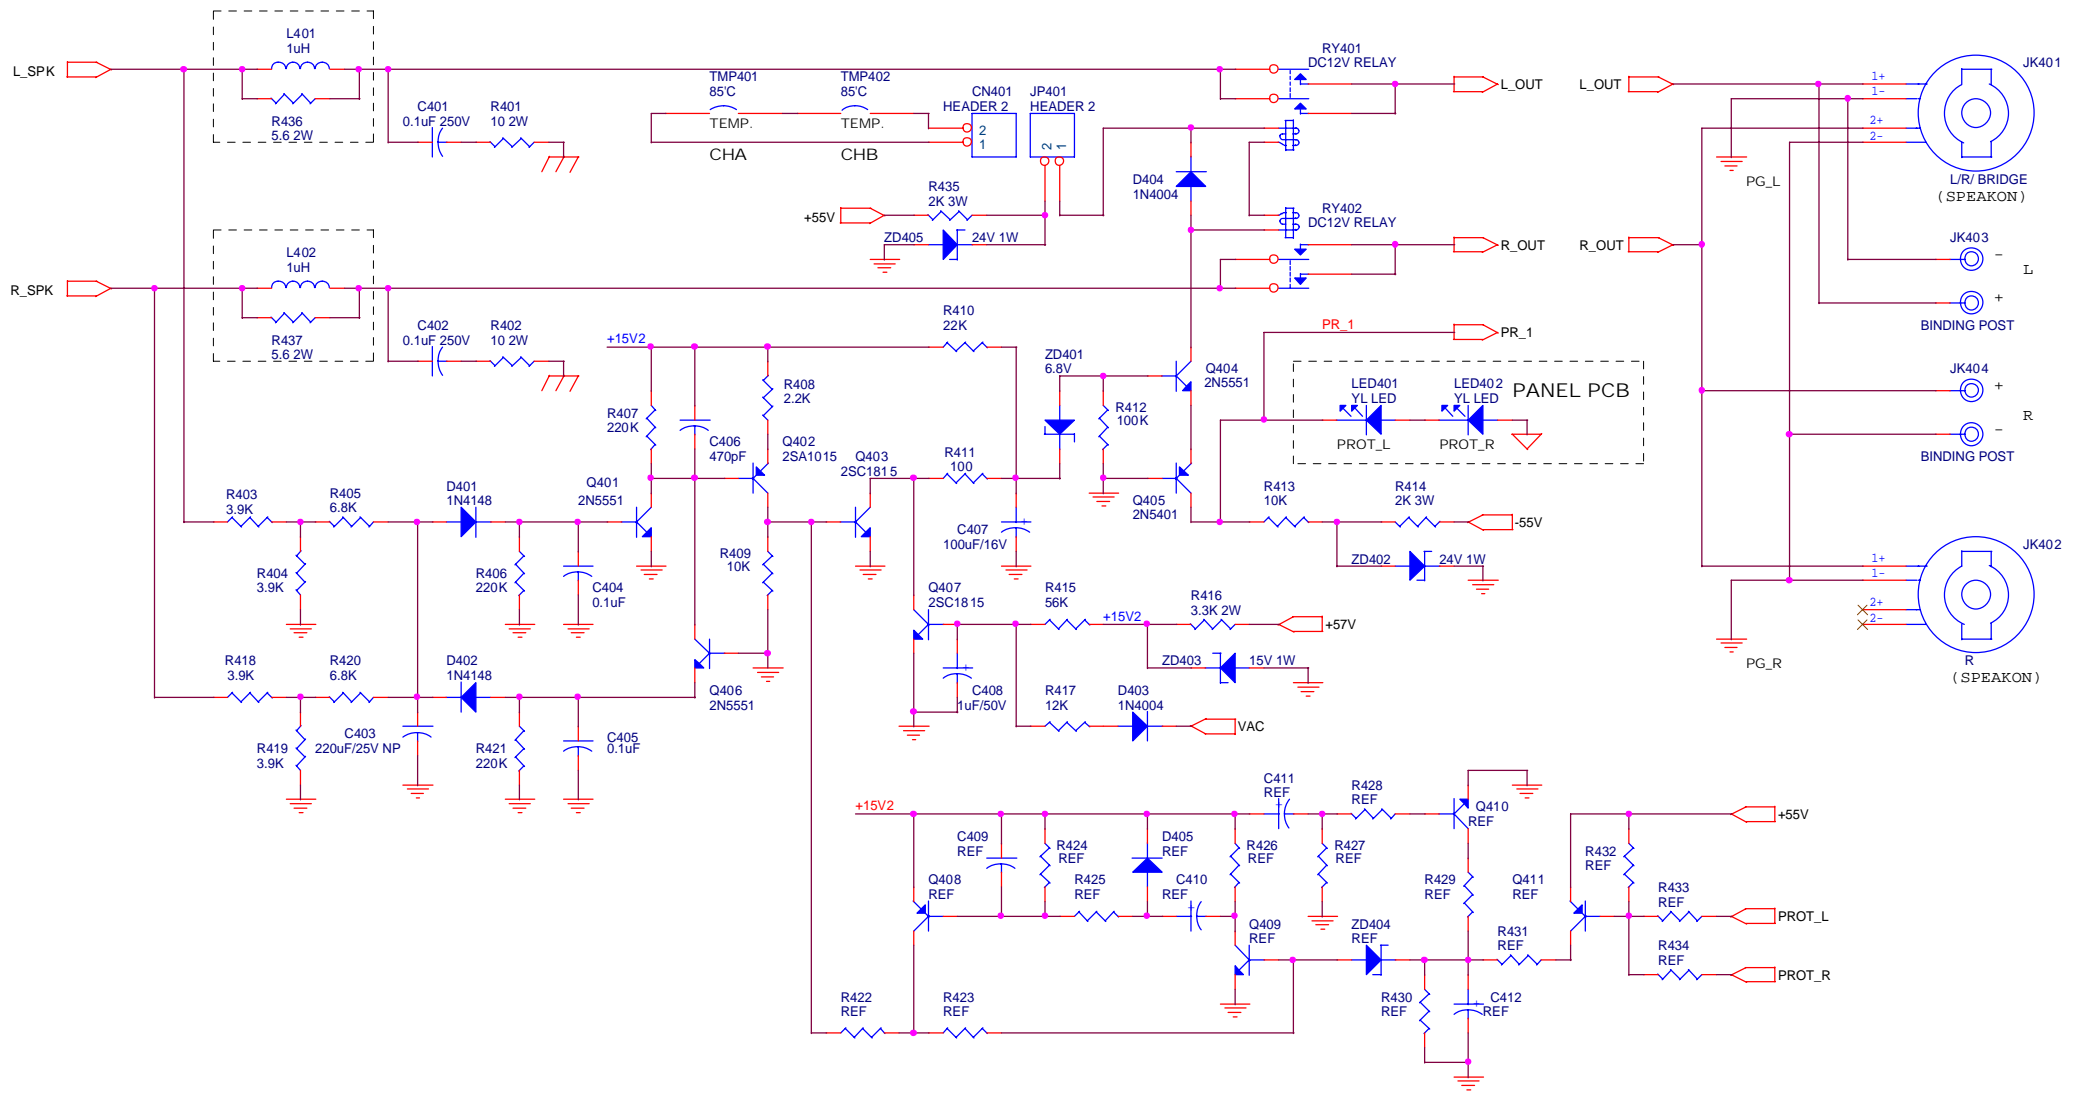 L401
1uH
L_SPK
R436
5.6 2W
C401
0.1uF 250V
R401
10 2W
TMP401
85'C
TEMP.
CHA
TMP402
85'C
TEMP.
CHB
CN401
HEADER 2
2
1
JP401
HEADER 2
2
1
RY401
DC12V RELAY
L_OUT
L_OUT
1+
1-
2+
2-
JK401
PG_L
L/R/ BRIDGE
(SPEAKON)
D404
1N4004
R435
2K 3W
+55V
ZD405
24V 1W
RY402
DC12V RELAY
R_OUT
R_OUT
JK403
-
L
+
BINDING POST
L402
1uH
R_SPK
R437
5.6 2W
C402
0.1uF 250V
R402
10 2W
+15V2
R410
22K
PR_1
PR_1
ZD401
6.8V
Q404
2N5551
LED401
YL LED
PROT_L
LED402
YL LED
PROT_R
PANEL PCB
JK404
+
R
-
BINDING POST
R407
220K
C406
470pF
R408
2.2K
Q402
2SA1015
Q403
2SC1815
R411
100
R412
100K
Q405
2N5401
R413
10K
R414
2K 3W
-55V
ZD402
24V 1W
Q401
2N5551
D401
1N4148
R403
3.9K
R405
6.8K
R404
3.9K
R406
220K
C404
0.1uF
R409
10K
C407
100uF/16V
+
JK402
1+
1-
2+
2-
PG_R
R
(SPEAKON)
Q407
2SC1815
R415
56K
+15V2
R416
3.3K 2W
+57V
ZD403
15V 1W
R418
3.9K
R420
6.8K
D402
1N4148
Q406
2N5551
C408
1uF/50V
+
R417
12K
D403
1N4004
VAC
R419
3.9K
C403
220uF/25V NP
R421
220K
C405
0.1uF
+15V2
C409
REF
R424
REF
D405
REF
R426
REF
C411
REF
+
R427
REF
R428
REF
Q410
REF
+55V
R432
REF
Q408
REF
R425
REF
C410
REF
+
R429
REF
Q411
REF
R433
REF
PROT_L
Q409
REF
ZD404
REF
R431
REF
R434
REF
PROT_R
R422
REF
R423
REF
R430
REF
C412
REF
+